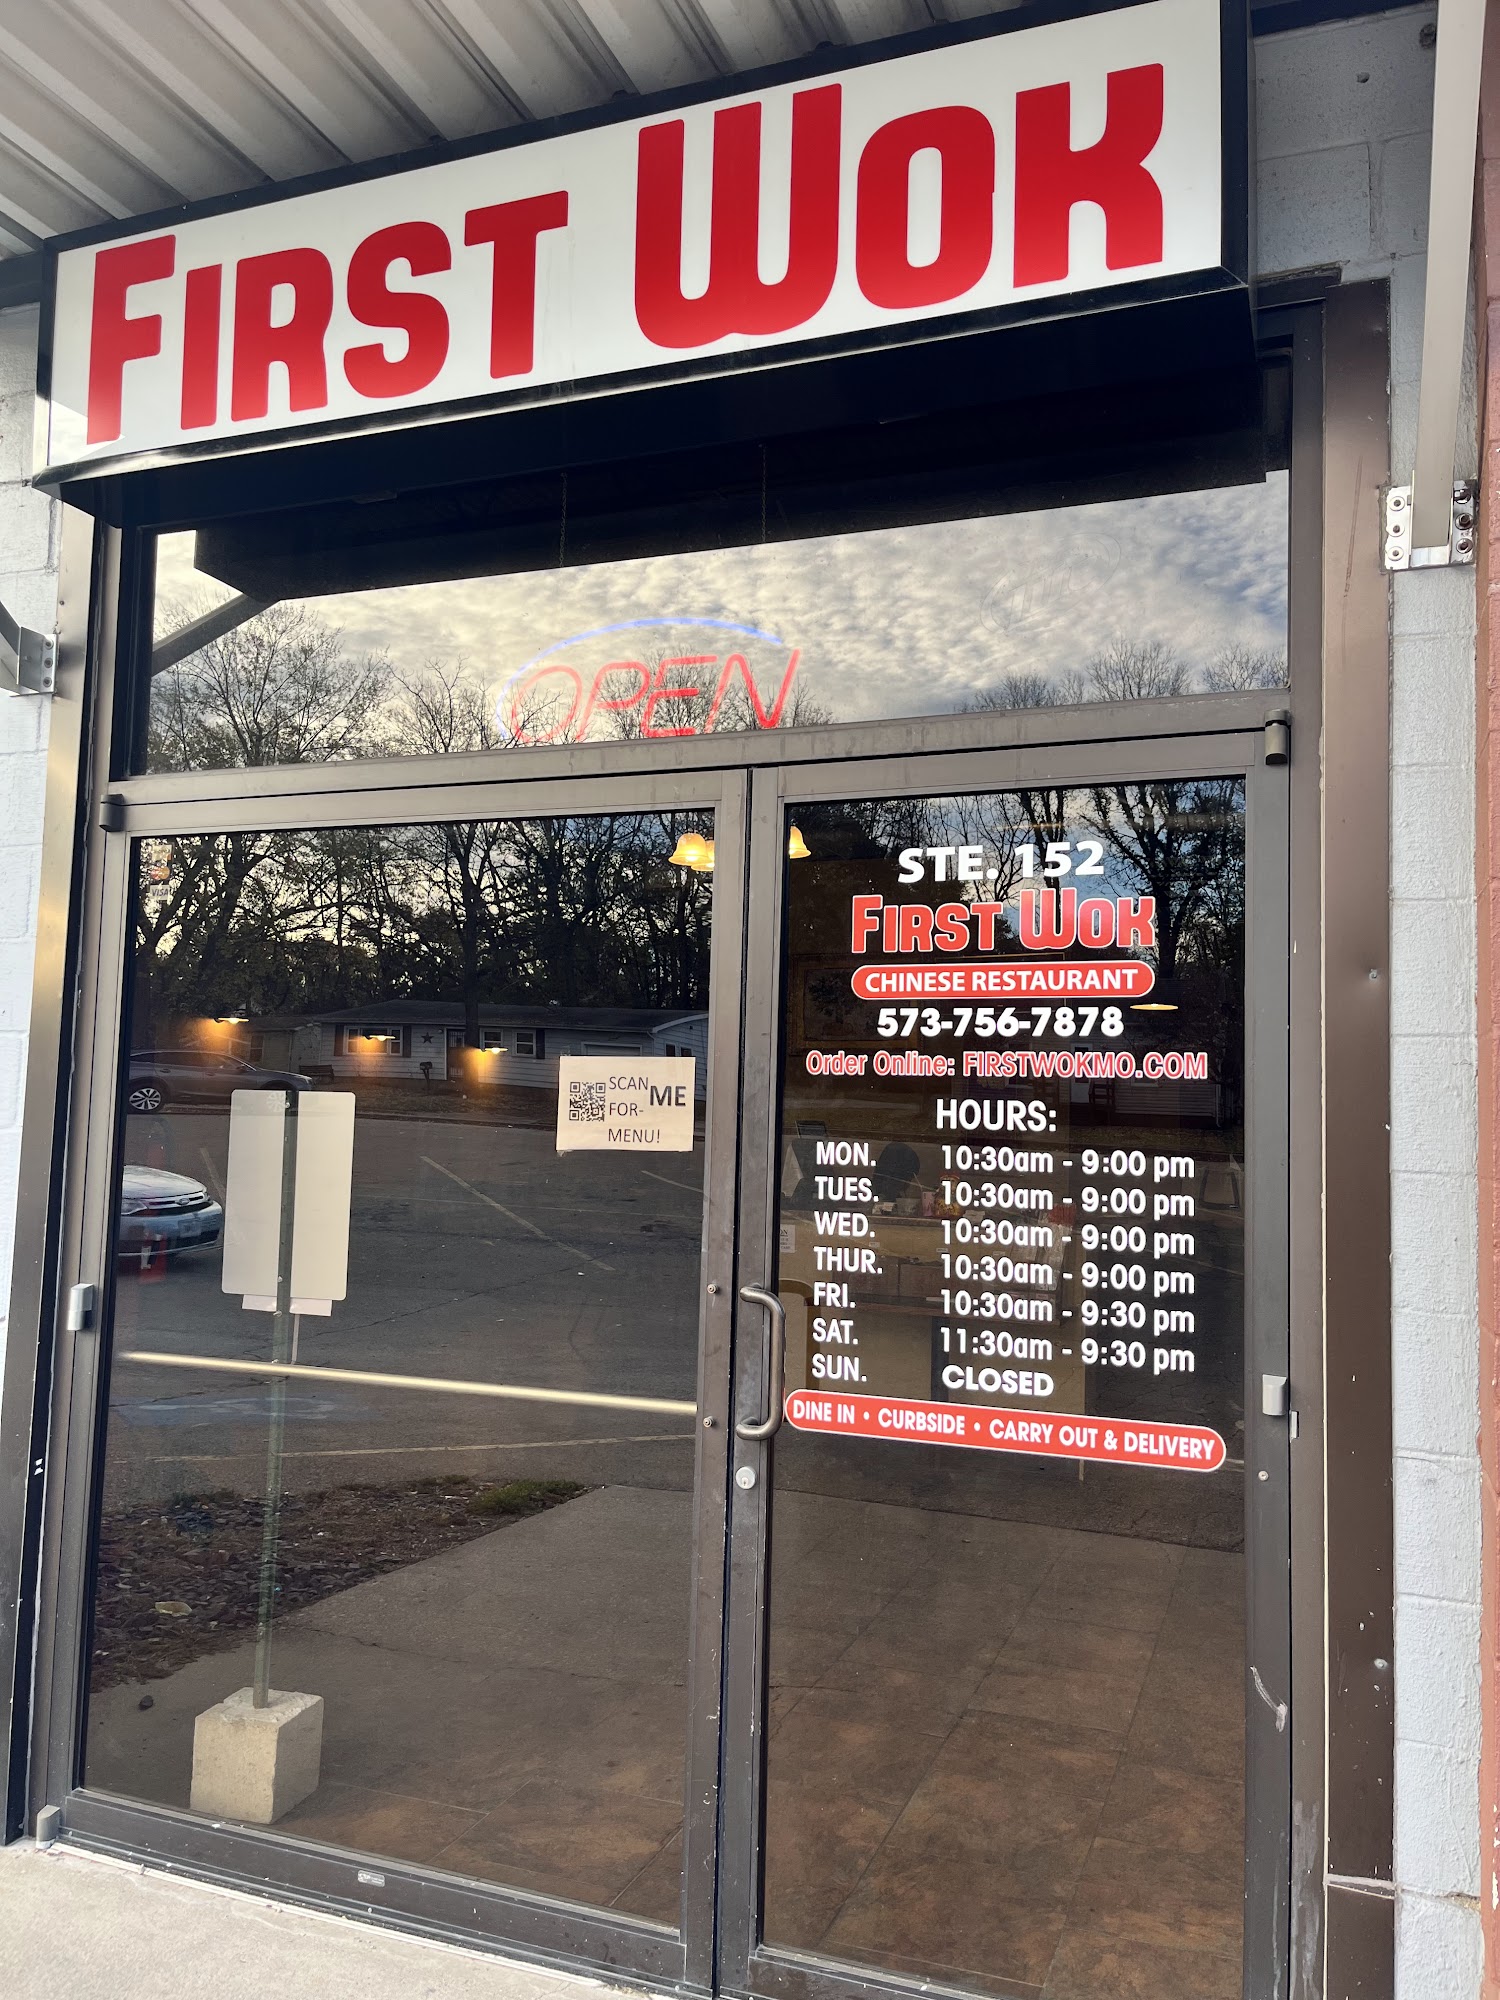 FIRST WOK
OPEN
VISA
STE. 152
FIRST WOK
CHINESE RESTAURANT
573-756-7878
Order Online: FIRSTWOKMO.COM
SCAN ME
FOR-
MENU!
HOURS:
MON. 10:30am - 9:00 pm
TUES. 10:30am - 9:00 pm
WED. 10:30am - 9:00 pm
THUR. 10:30am - 9:00 pm
FRI. 10:30am - 9:30 pm
SAT. 11:30am - 9:30 pm
SUN. CLOSED
DINE IN • CURBSIDE • CARRY OUT & DELIVERY